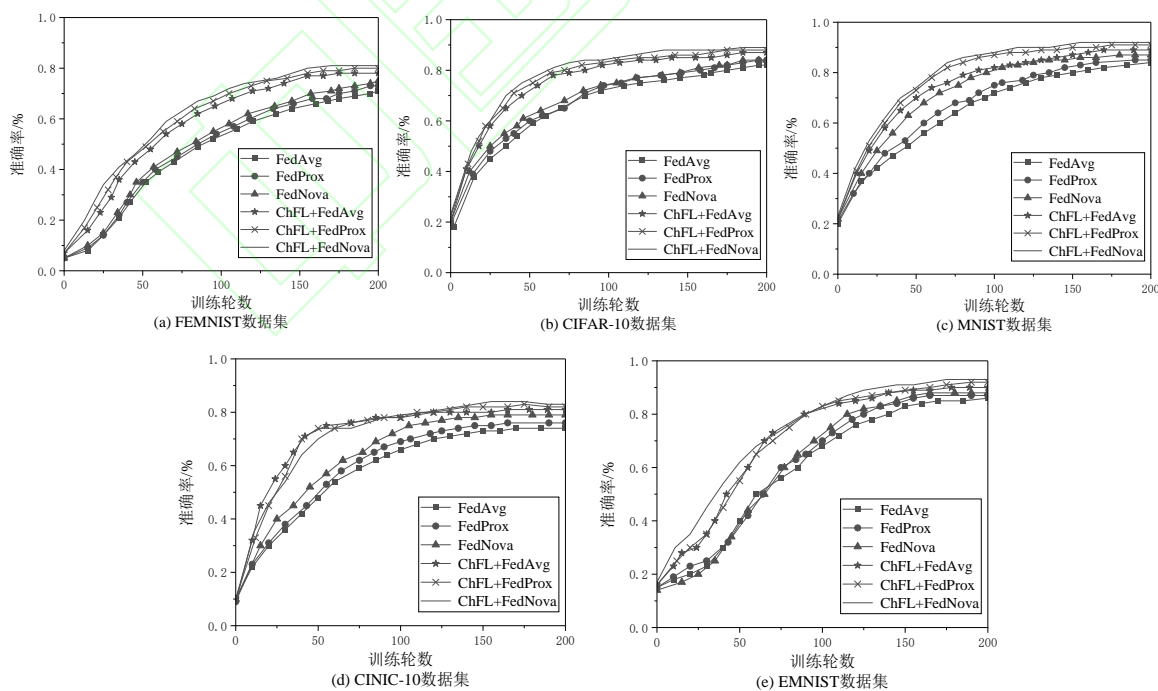 1.0
0.8
0.6
0.4
0.2
0.0
准确率/%
FedAvg
FedProx
FedNova
ChFL+FedAvg
ChFL+FedProx
ChFL+FedNova
0 50 100 150 200
训练轮数
(a) FEMNIST数据集
1.0
0.8
0.6
0.4
0.2
0.0
准确率/%
FedAvg
FedProx
FedNova
ChFL+FedAvg
ChFL+FedProx
ChFL+FedNova
0 50 100 150 200
训练轮数
(b) CIFAR-10数据集
1.0
0.8
0.6
0.4
0.2
0.0
准确率/%
FedAvg
FedProx
FedNova
ChFL+FedAvg
ChFL+FedProx
ChFL+FedNova
0 50 100 150 200
训练轮数
(c) MNIST数据集
1.0
0.8
0.6
0.4
0.2
0.0
准确率/%
FedAvg
FedProx
FedNova
ChFL+FedAvg
ChFL+FedProx
ChFL+FedNova
0 50 100 150 200
训练轮数
(d) CINIC-10数据集
1.0
0.8
0.6
0.4
0.2
0.0
准确率/%
FedAvg
FedProx
FedNova
ChFL+FedAvg
ChFL+FedProx
ChFL+FedNova
0 50 100 150 200
训练轮数
(e) EMNIST数据集